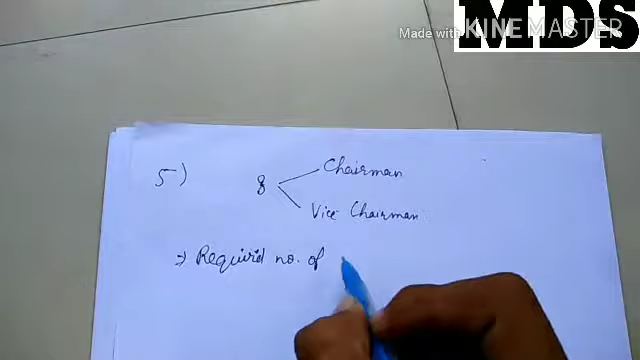 MDS
Made with KINEMASTER
5) 8 Chairman
Vice Chairman
⇒ Required no. of